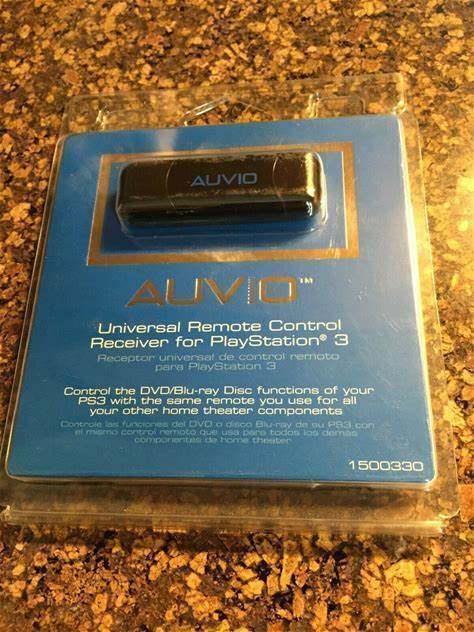 AUVIO
AUVIO™
Universal Remote Control
Receiver for PlayStation® 3
Receptor universal de control remoto
para PlayStation 3
Control the DVD/Blu-ray Disc functions of your
PS3 with the same remote you use for all
your other home theater components
Controle las funciones del DVD o disco Blu-ray de su PS3 con
el mismo control remoto que usa para todos los demas
componentes de home theater
1500330